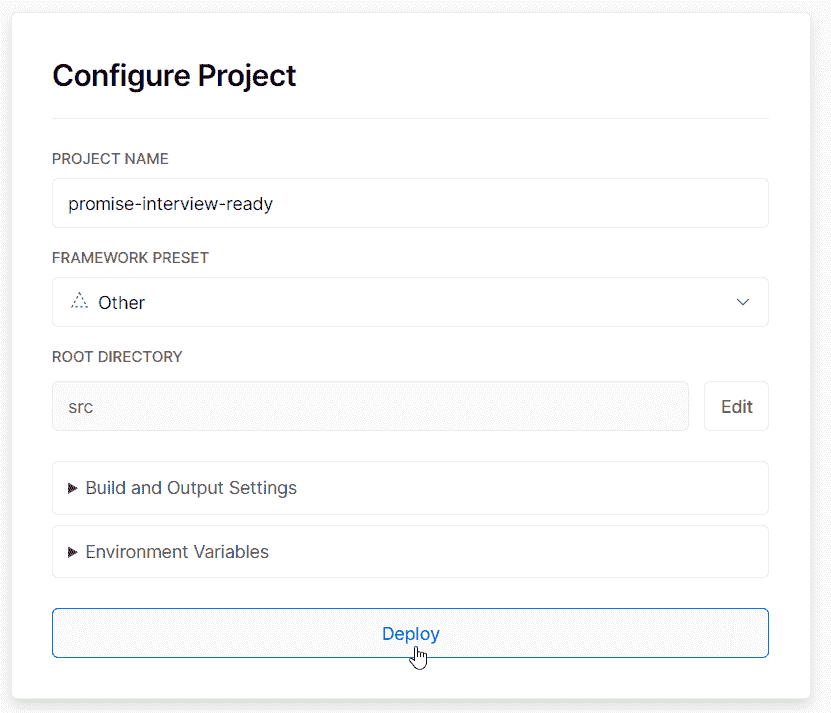 Configure Project
PROJECT NAME
promise-interview-ready
FRAMEWORK PRESET
Other
ROOT DIRECTORY
src
Edit
Build and Output Settings
Environment Variables
Deploy